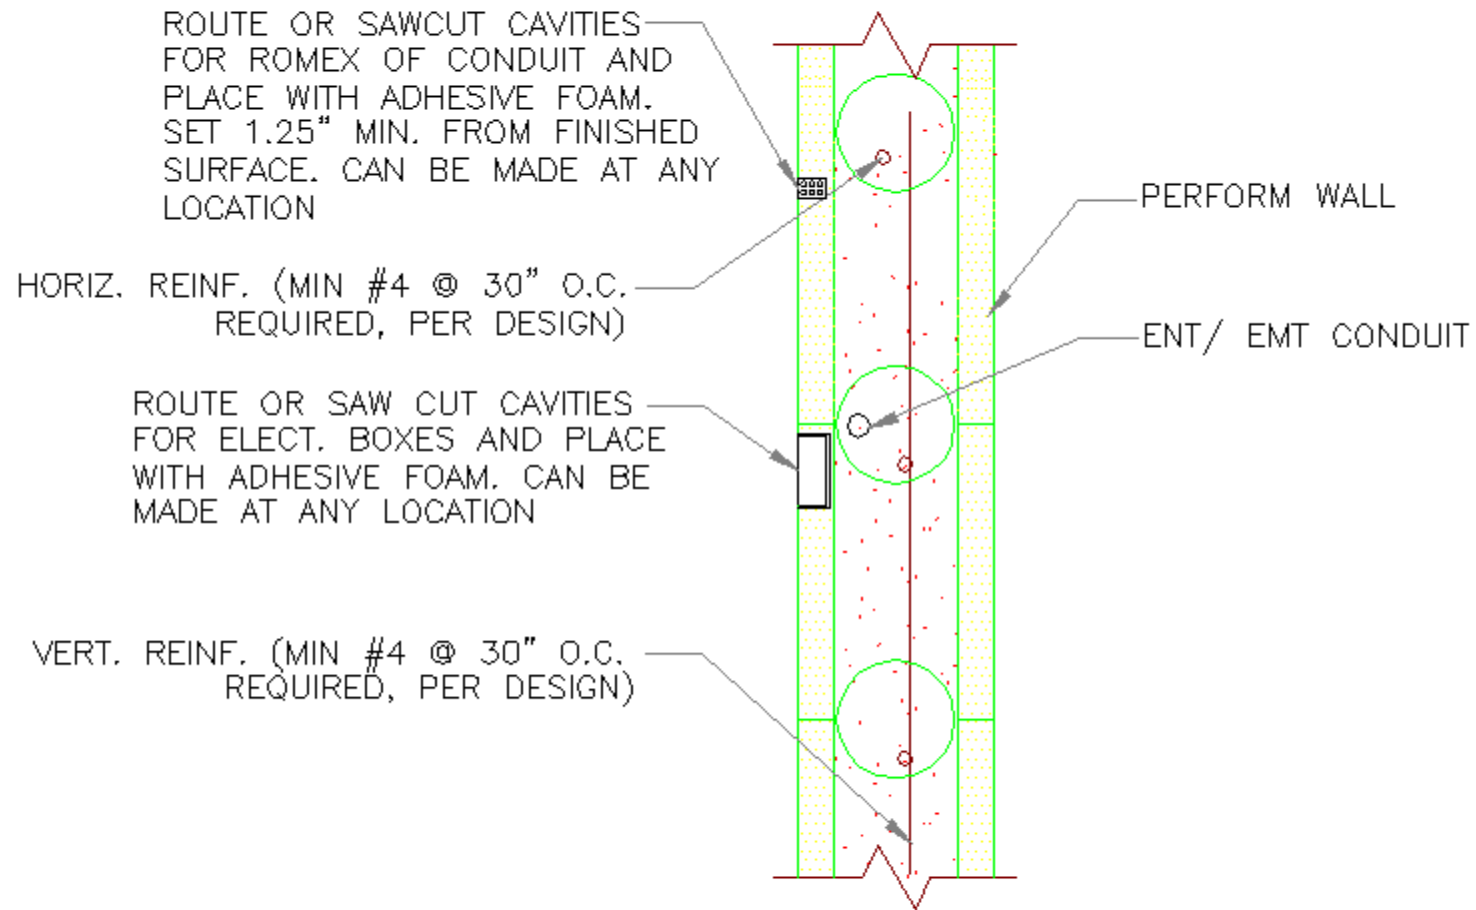 ROUTE OR SAWCUT CAVITIES
FOR ROMEX OF CONDUIT AND
PLACE WITH ADHESIVE FOAM.
SET 1.25" MIN. FROM FINISHED
SURFACE. CAN BE MADE AT ANY
LOCATION
PERFORM WALL
HORIZ. REINF. (MIN #4 @ 30" O.C.
REQUIRED, PER DESIGN)
ENT/ EMT CONDUIT
ROUTE OR SAW CUT CAVITIES
FOR ELECT. BOXES AND PLACE
WITH ADHESIVE FOAM. CAN BE
MADE AT ANY LOCATION
VERT. REINF. (MIN #4 @ 30" O.C.
REQUIRED, PER DESIGN)